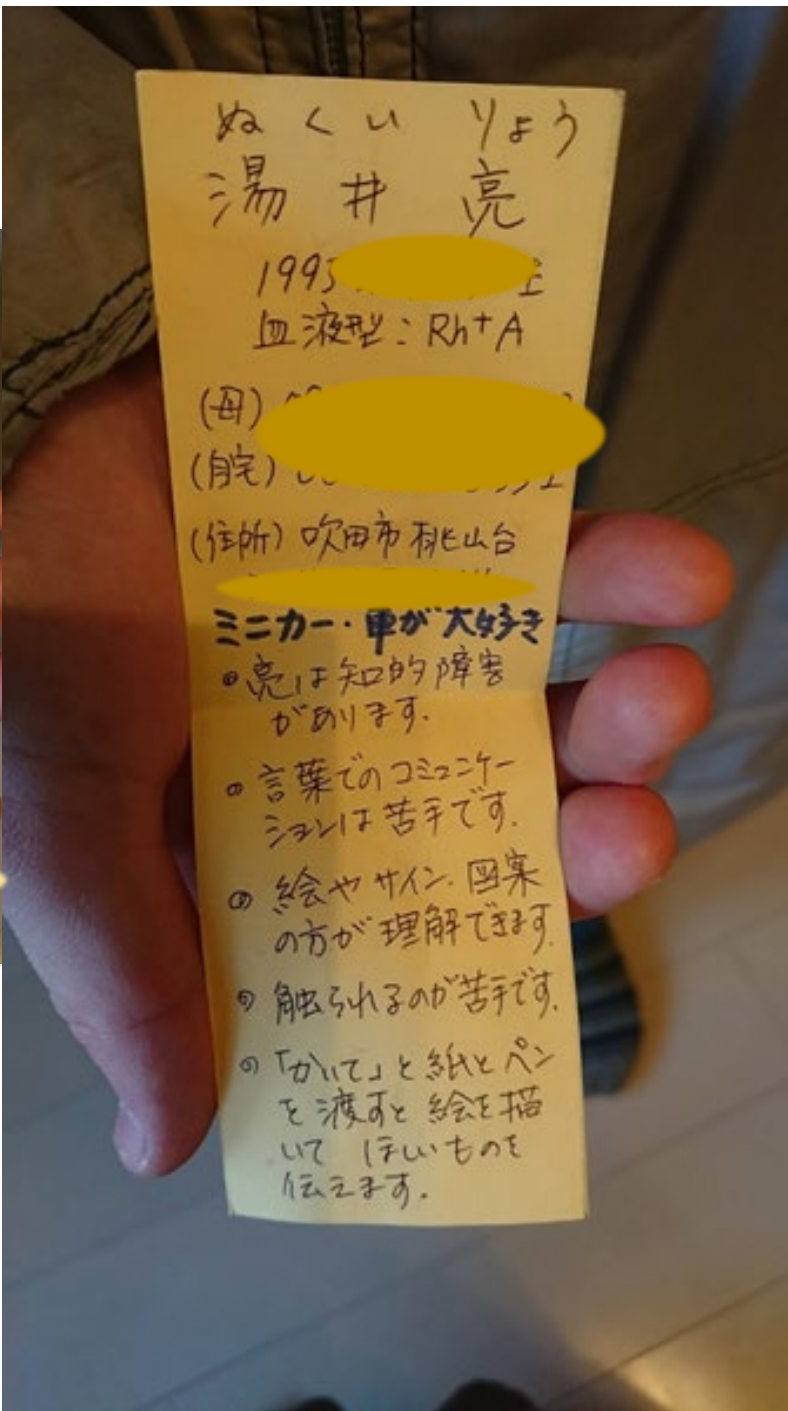 ぬくい りょう
湯井 亮
1993
血液型：Rh+A
(母)
(自宅)
(住所) 吹田市桃山台
ミニカー・車が大好き
亮は知的障害
があります.
言葉でのコミュニケー
ションは苦手です.
絵やサイン.図案
の方が理解できます.
触られるのが苦手です.
「かいて」と紙とペン
を渡すと絵を描
いて ほしいものを
伝えます.